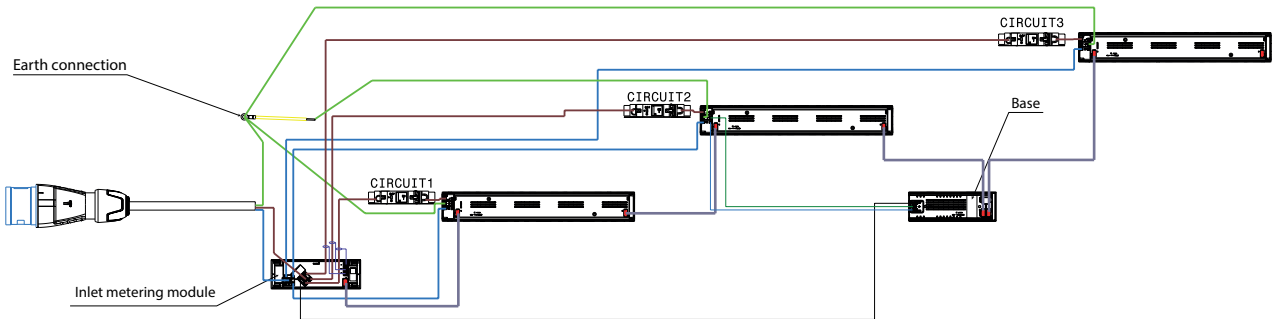 CIRCUIT3
Earth connection
CIRCUIT2
Base
CIRCUIT1
Inlet metering module